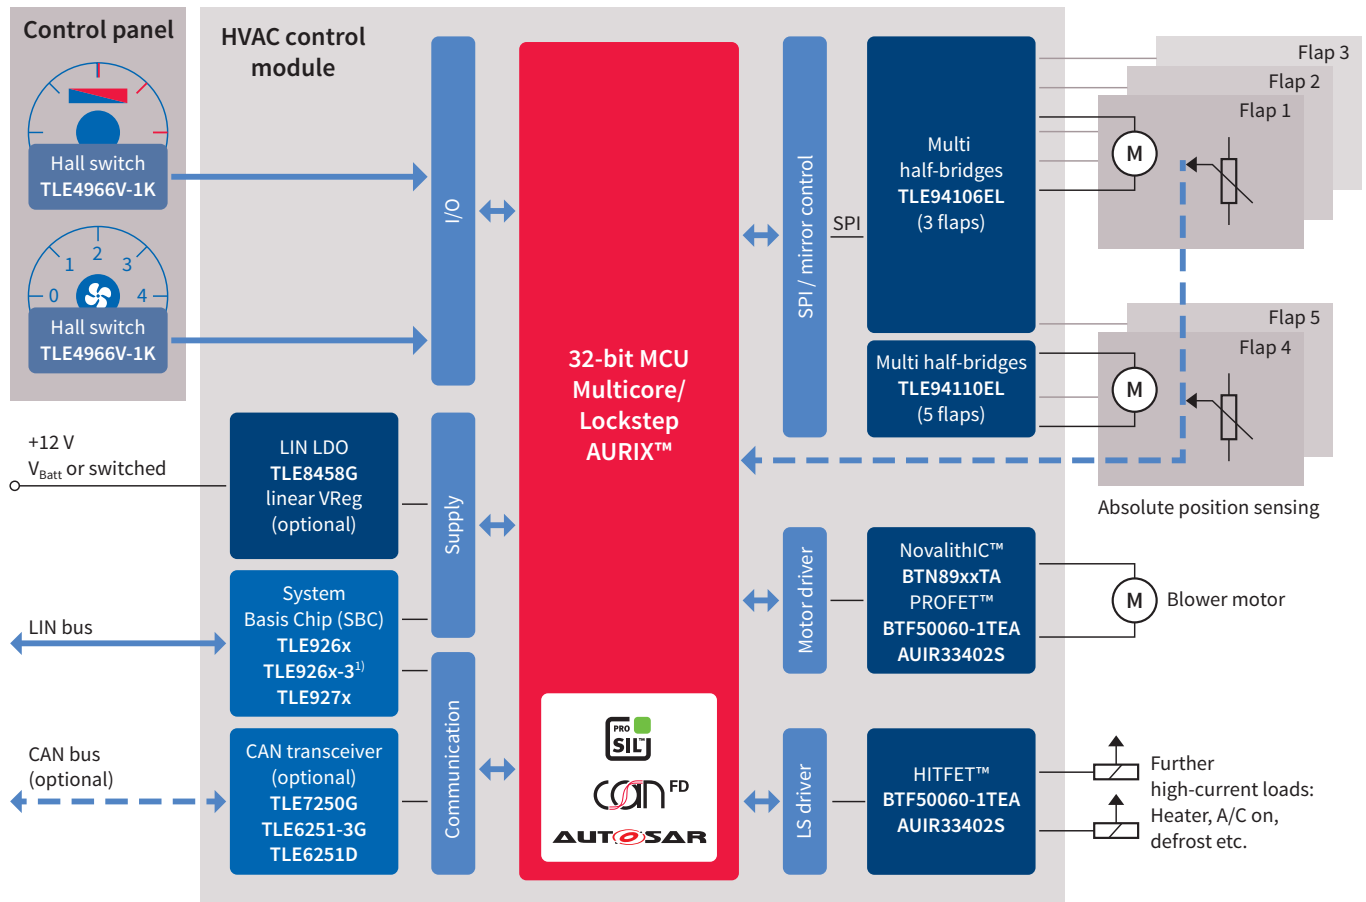 Control panel
Hall switch
TLE4966V-1K
0
1
2
3
4
Hall switch
TLE4966V-1K
+12 V
VBatt or switched
LIN bus
CAN bus
(optional)
HVAC control
module
I/O
LIN LDO
TLE8458G
linear VReg
(optional)
Supply
System
Basis Chip (SBC)
TLE926x
TLE926x-3¹⁾
TLE927x
CAN transceiver
(optional)
TLE7250G
TLE6251-3G
TLE6251D
Communication
32-bit MCU
Multicore/
Lockstep
AURIX™
PRO
SIL™
CAN FD
AUTOSAR
SPI / mirror control
SPI
Multi
half-bridges
TLE94106EL
(3 flaps)
Multi half-bridges
TLE94110EL
(5 flaps)
Flap 3
Flap 2
Flap 1
M
Flap 5
Flap 4
M
Absolute position sensing
Motor driver
NovalithIC™
BTN89xxTA
PROFET™
BTF50060-1TEA
AUIR33402S
M
Blower motor
LS driver
HITFET™
BTF50060-1TEA
AUIR33402S
Further
high-current loads:
Heater, A/C on,
defrost etc.